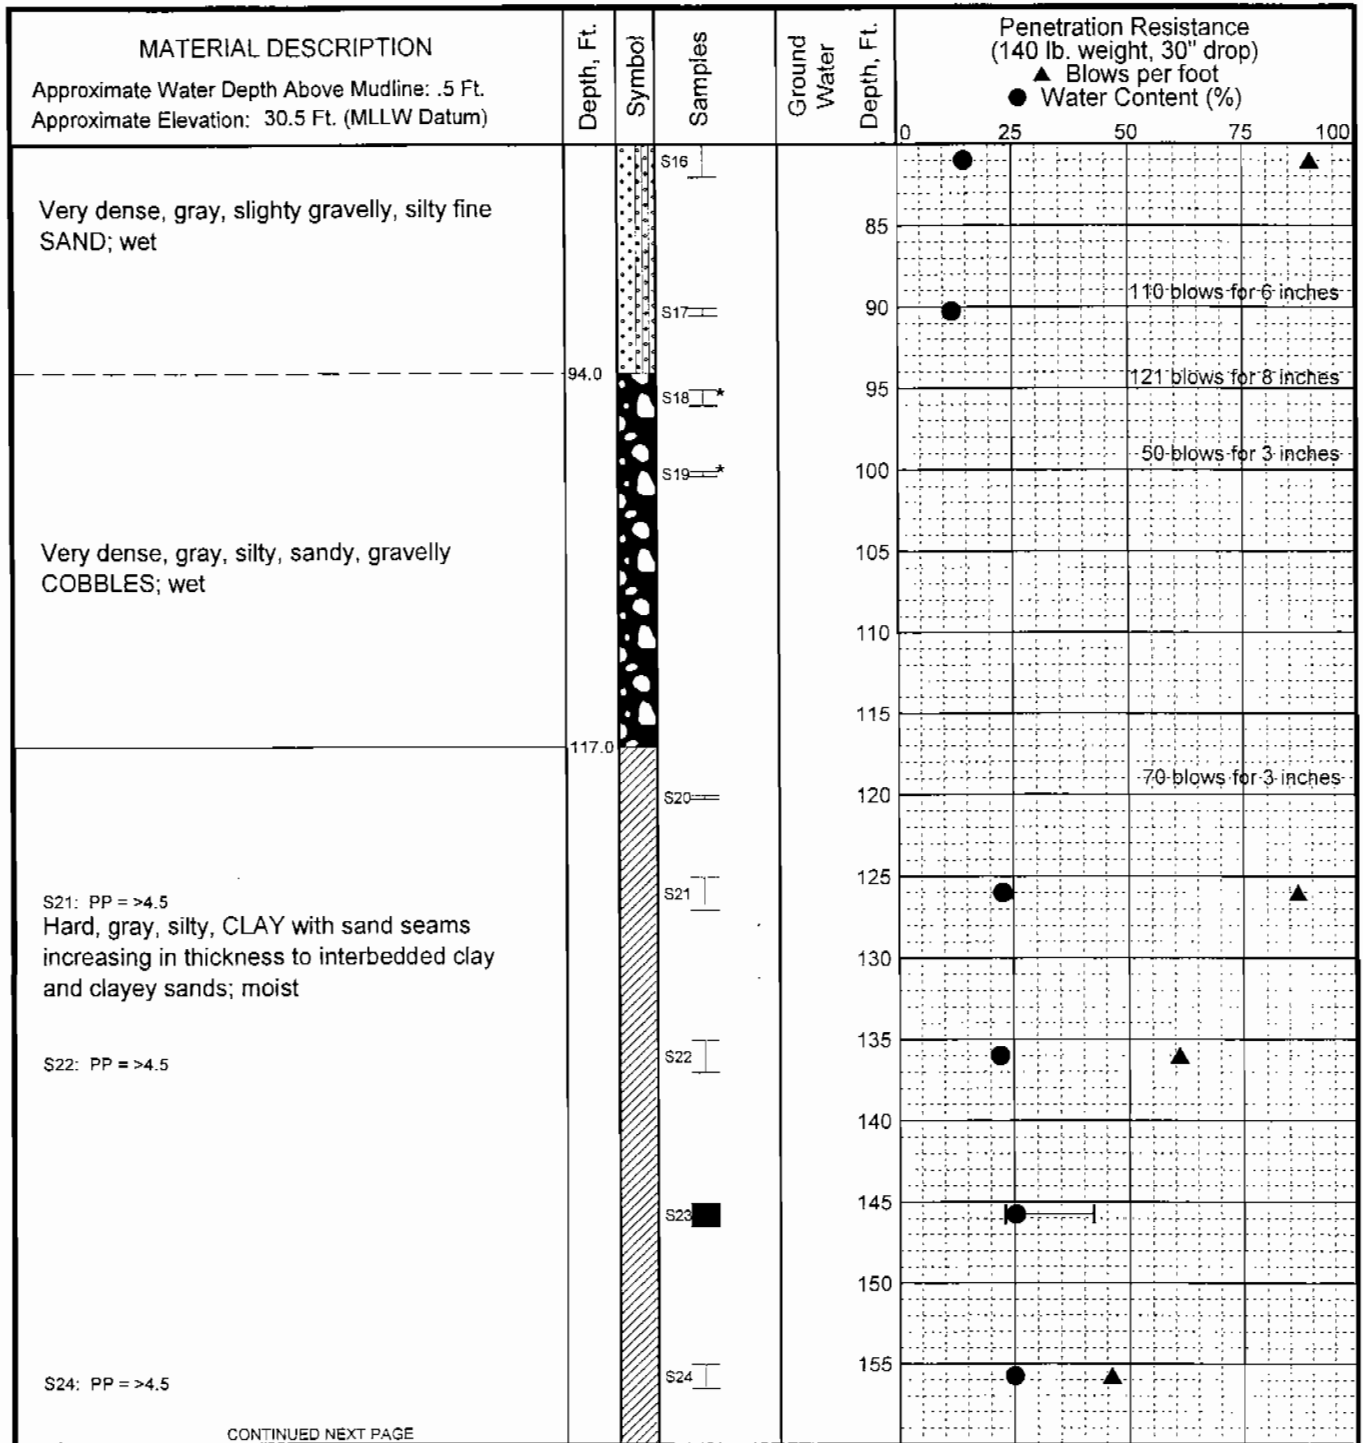 MATERIAL DESCRIPTION
Approximate Water Depth Above Mudline: .5 Ft.
Approximate Elevation: 30.5 Ft. (MLLW Datum)
Depth, Ft.
Symbol
Samples
Ground
Water
Depth, Ft.
Penetration Resistance
(140 lb. weight, 30" drop)
▲ Blows per foot
● Water Content (%)
0 25 50 75 100
S16
Very dense, gray, slighty gravelly, silty fine
SAND; wet
85
110 blows for 6 inches
S17
90
94.0
121 blows for 8 inches
S18 *
95
50 blows for 3 inches
S19 *
100
Very dense, gray, silty, sandy, gravelly
COBBLES; wet
105
110
115
117.0
70 blows for 3 inches
S20
120
125
S21: PP = >4.5
S21
Hard, gray, silty, CLAY with sand seams
increasing in thickness to interbedded clay
and clayey sands; moist
130
135
S22: PP = >4.5
S22
140
145
S23
150
155
S24: PP = >4.5
S24
CONTINUED NEXT PAGE